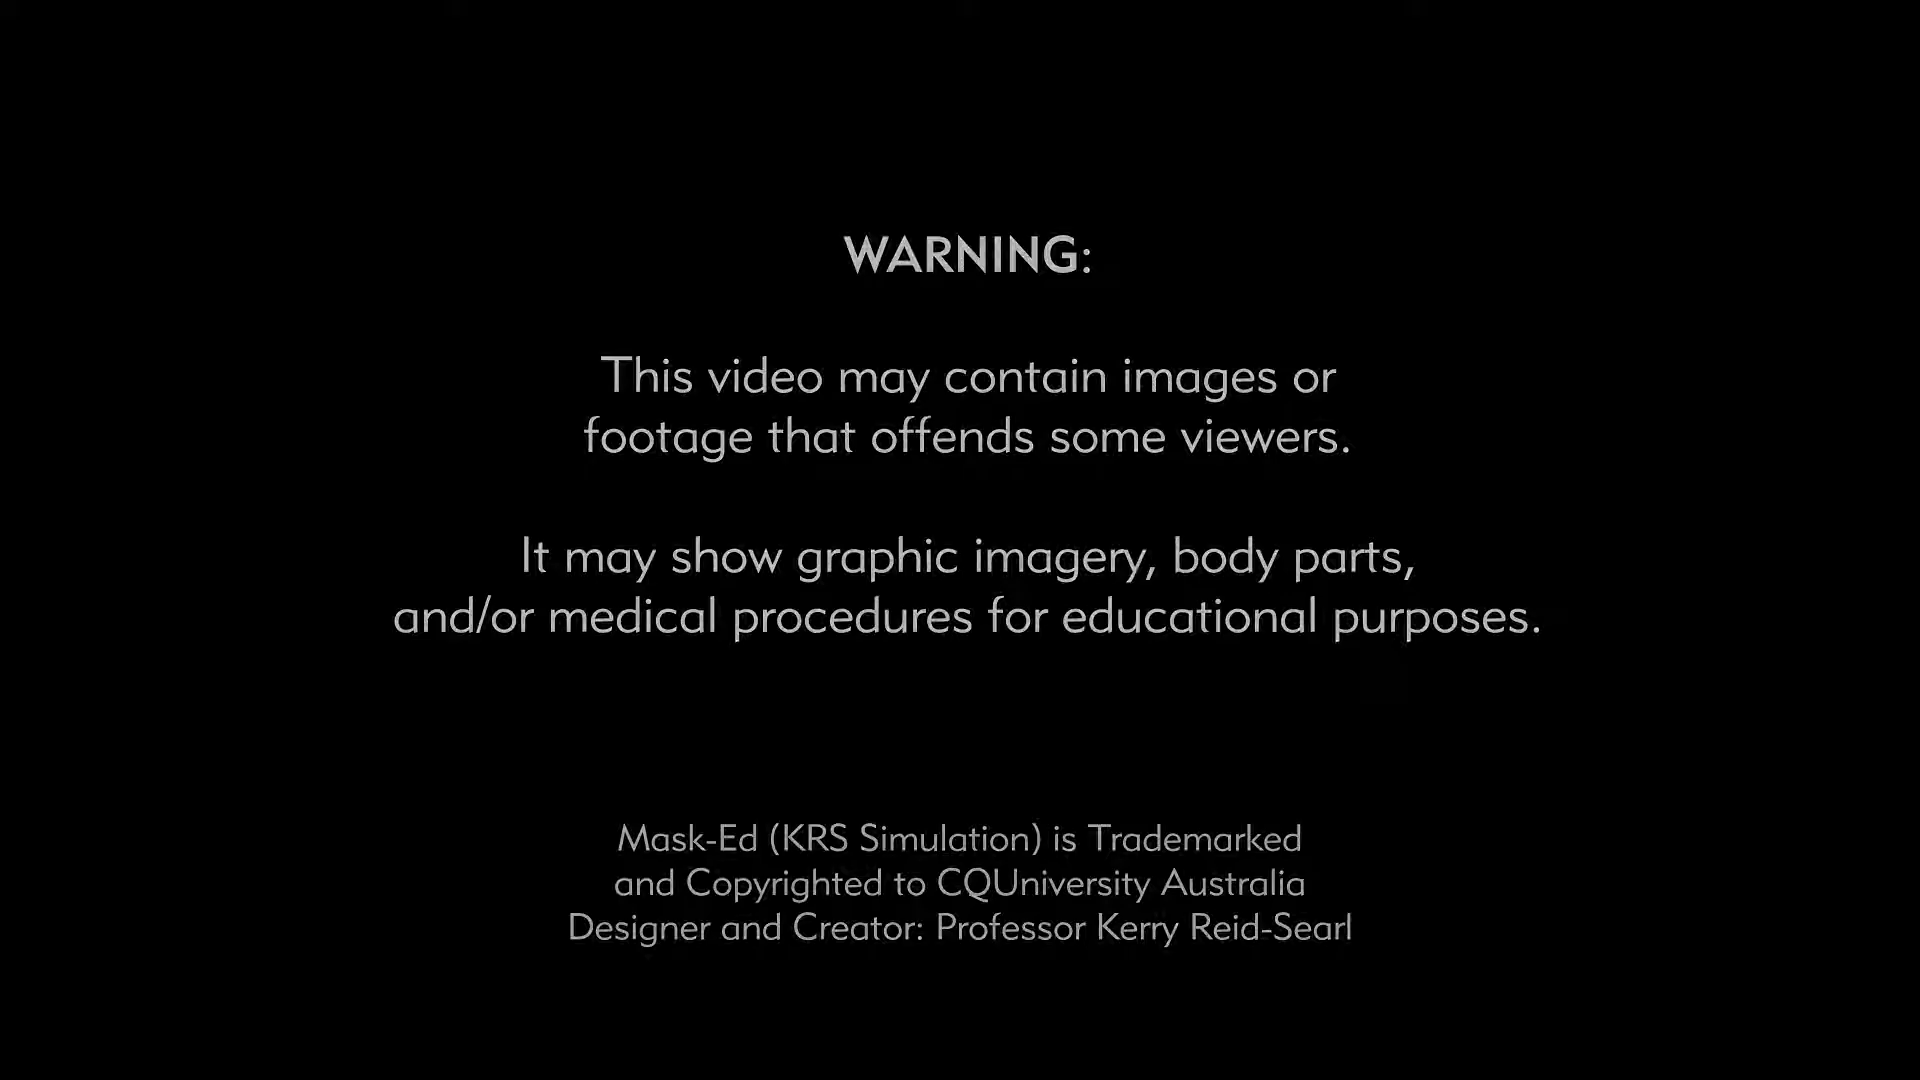 WARNING:
This video may contain images or
footage that offends some viewers.
It may show graphic imagery, body parts,
and/or medical procedures for educational purposes.
Mask-Ed (KRS Simulation) is Trademarked
and Copyrighted to CQUniversity Australia
Designer and Creator: Professor Kerry Reid-Searl